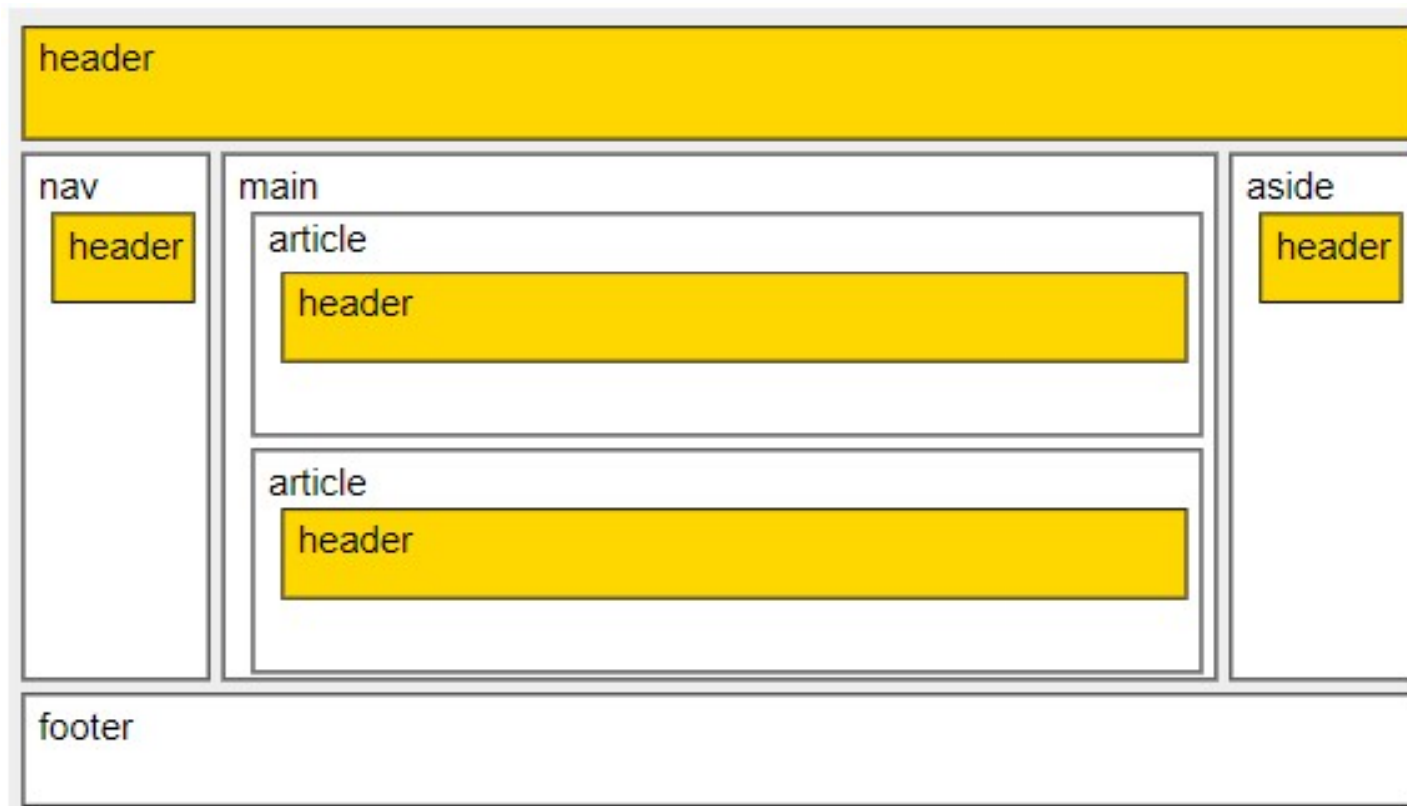 header
nav
header
main
article
header
article
header
aside
header
footer